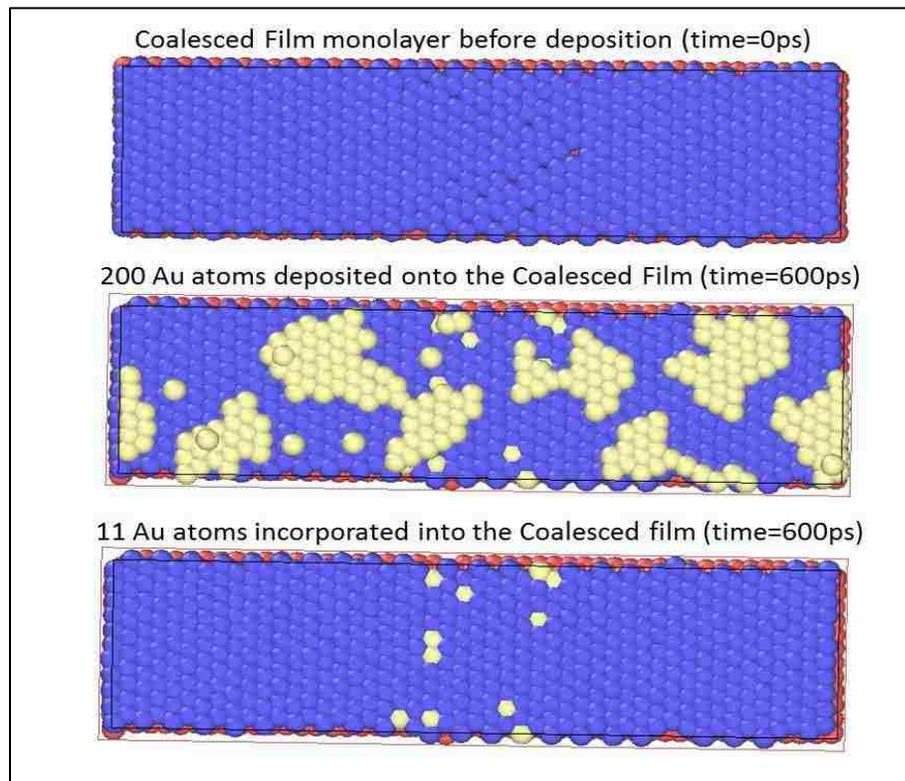 Coalesced Film monolayer before deposition (time=0ps)
200 Au atoms deposited onto the Coalesced Film (time=600ps)
11 Au atoms incorporated into the Coalesced film (time=600ps)